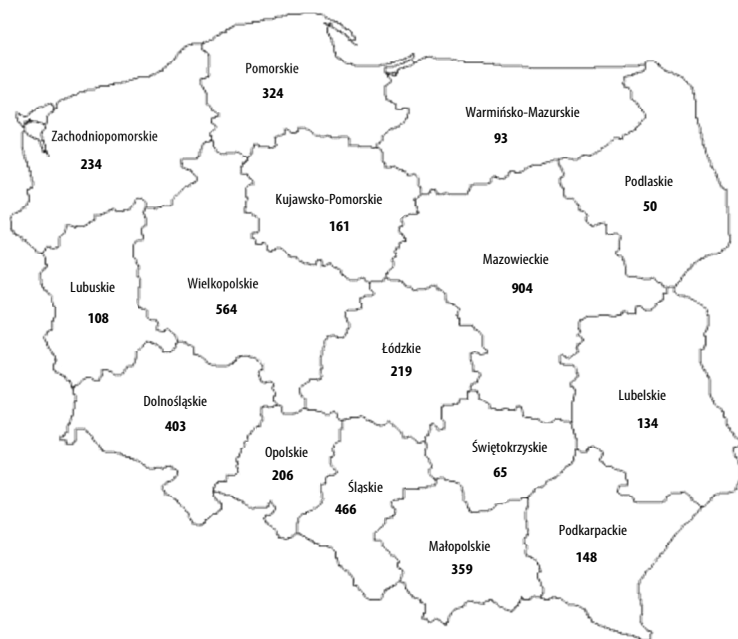 Pomorskie
324
Warmińsko-Mazurskie
93
Zachodniopomorskie
234
Podlaskie
50
Kujawsko-Pomorskie
161
Mazowieckie
904
Wielkopolskie
564
Lubuskie
108
Łódzkie
219
Lubelskie
134
Dolnośląskie
403
Opolskie
206
Świętokrzyskie
65
Śląskie
466
Podkarpackie
148
Małopolskie
359